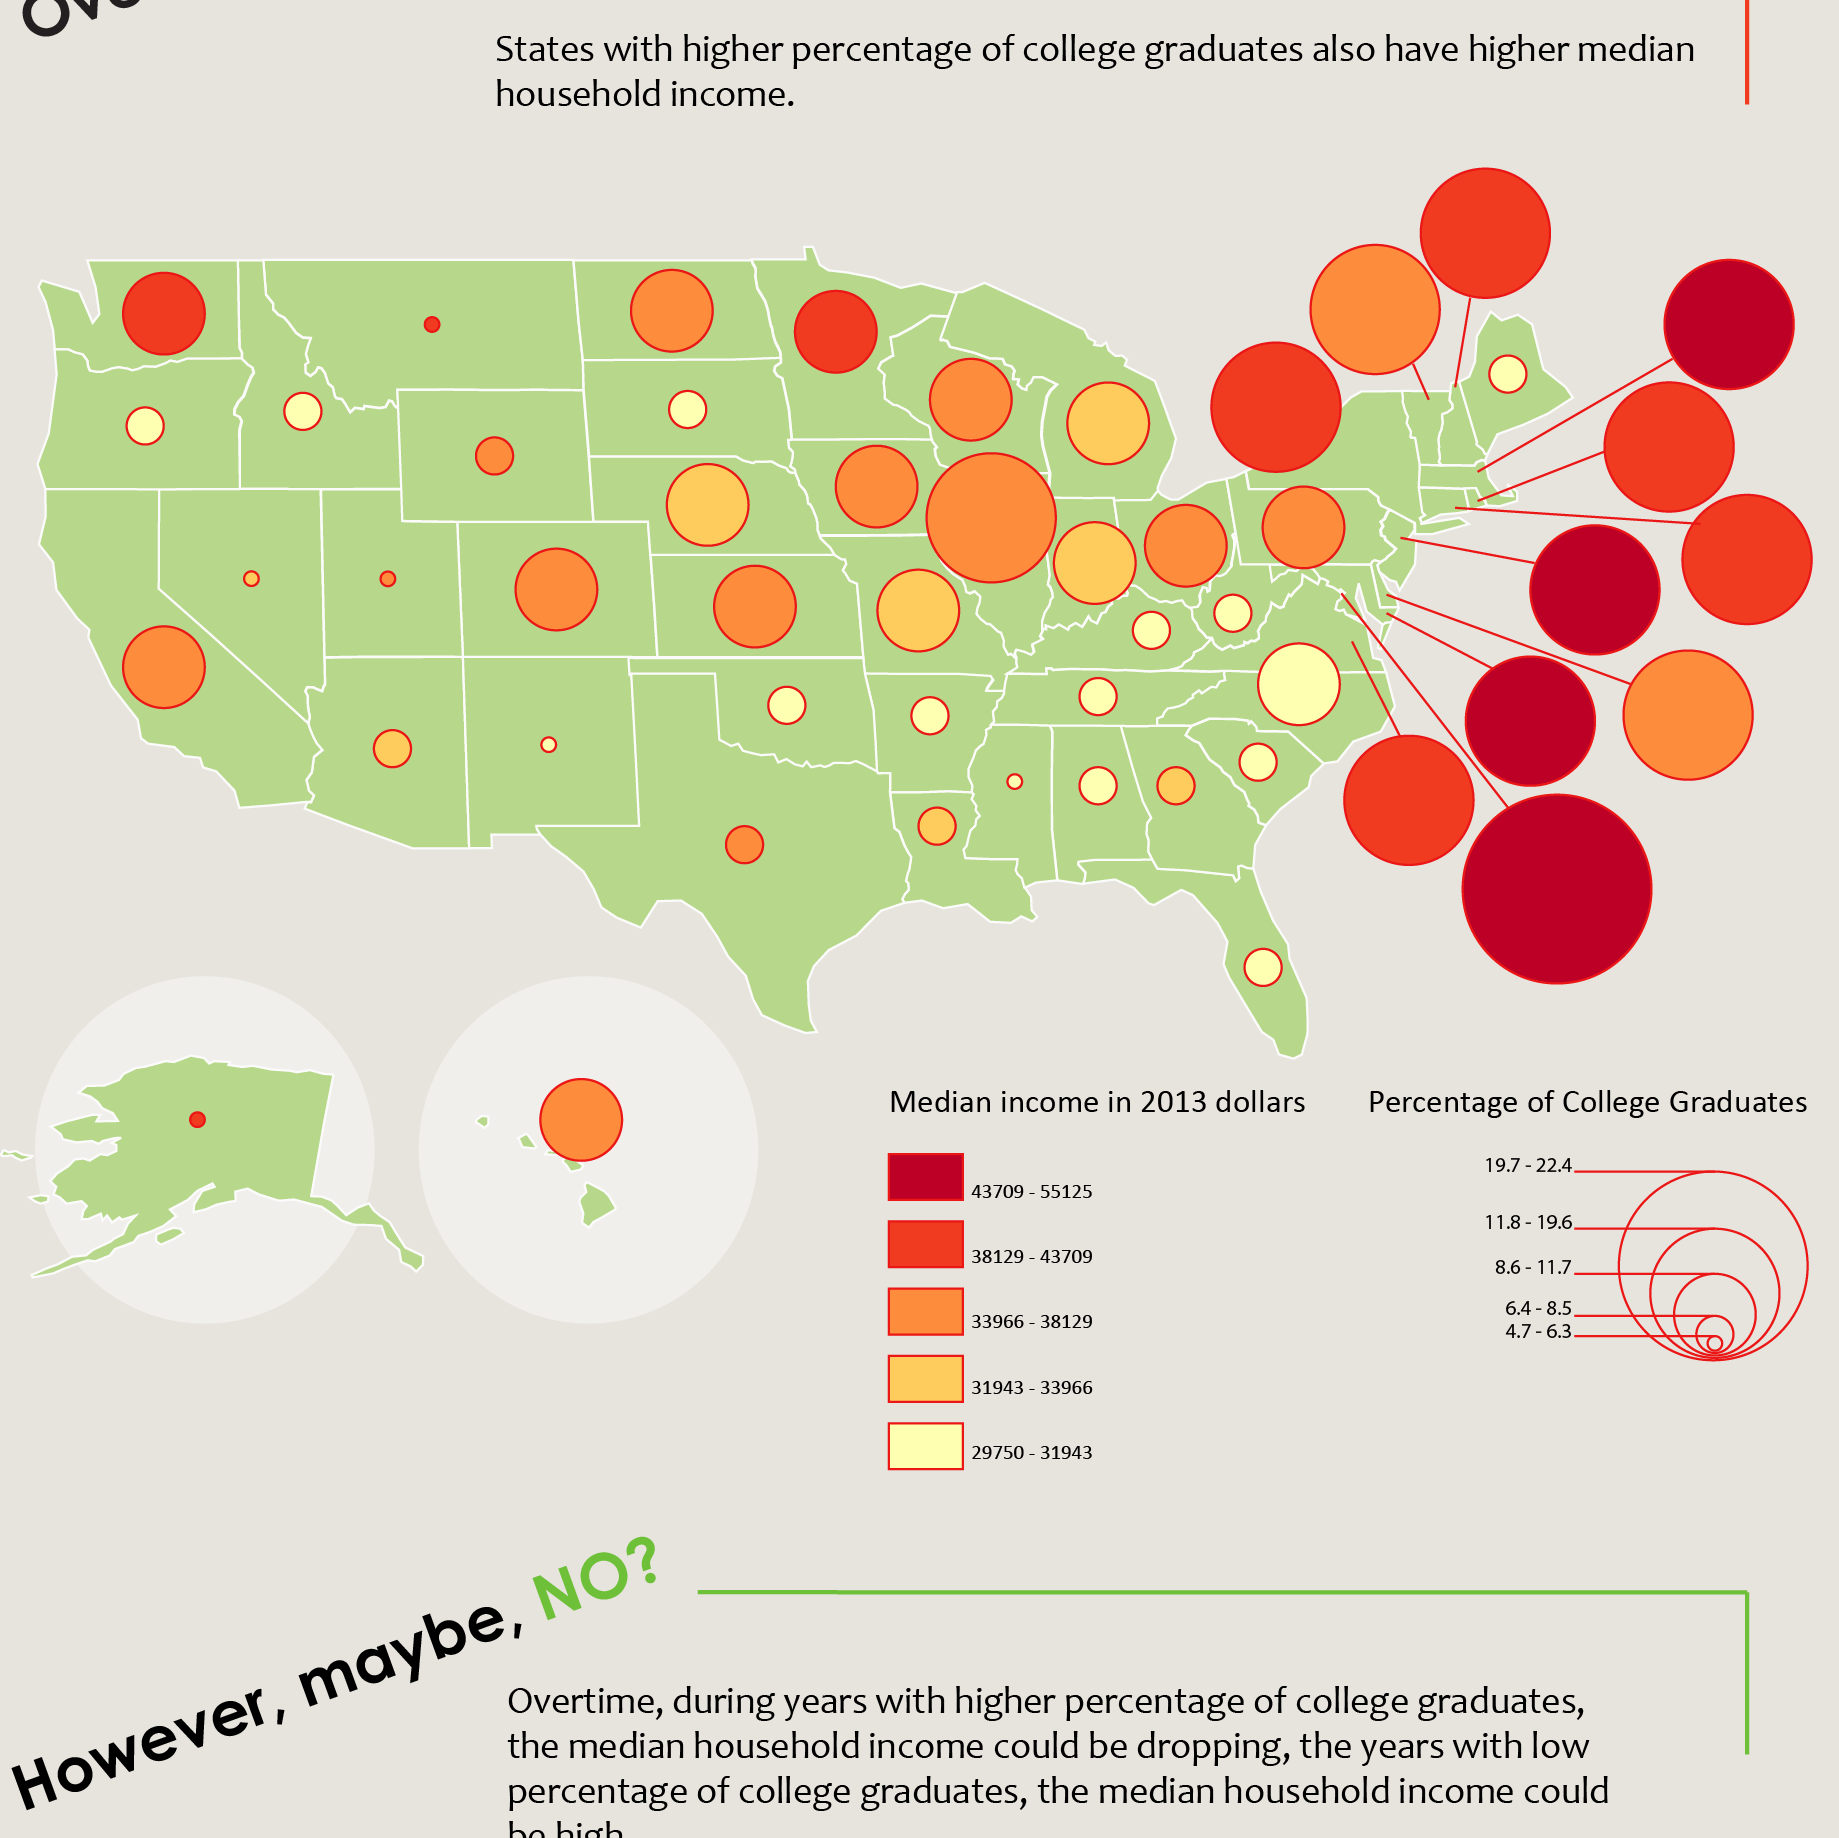 States with higher percentage of college graduates also have higher median
household income.
Median income in 2013 dollars
43709 - 55125
38129 - 43709
33966 - 38129
31943 - 33966
29750 - 31943
Percentage of College Graduates
19.7 - 22.4
11.8 - 19.6
8.6 - 11.7
6.4 - 8.5
4.7 - 6.3
However, maybe, NO?
Overtime, during years with higher percentage of college graduates,
the median household income could be dropping, the years with low
percentage of college graduates, the median household income could
be high